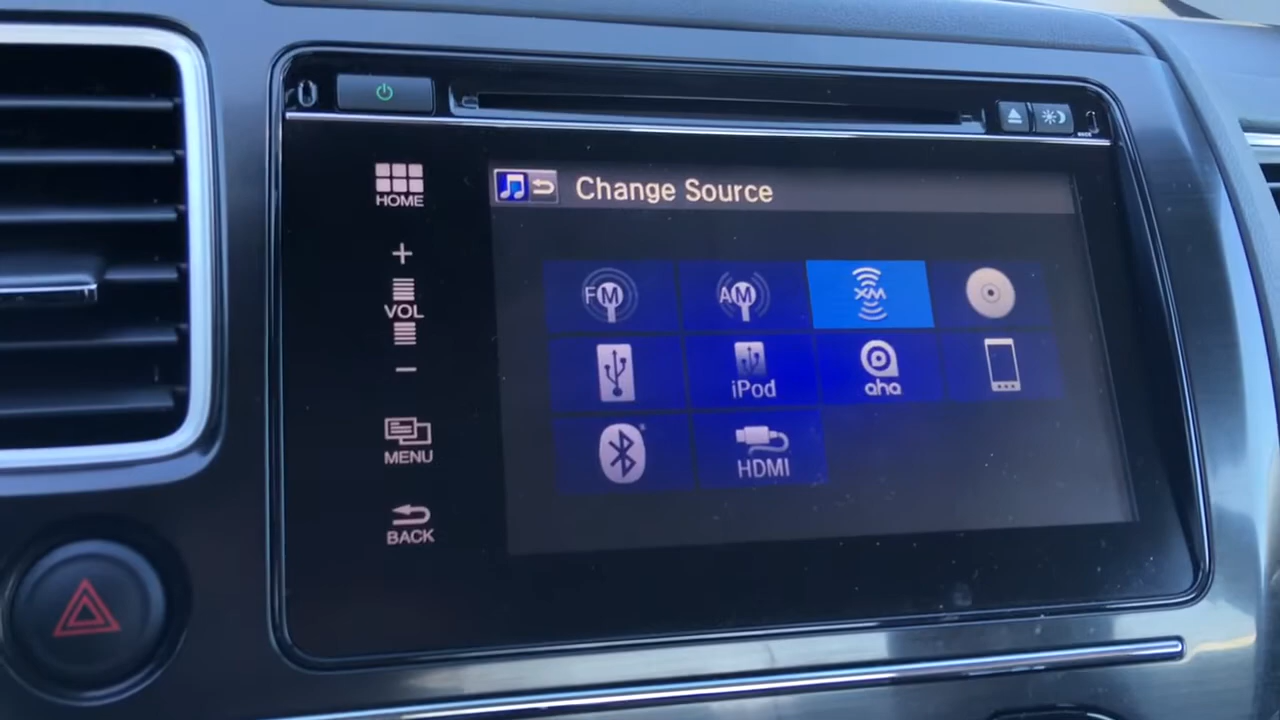 HOME
+
VOL
−
MENU
BACK
Change Source
FM
AM
XM
iPod
aha
HDMI